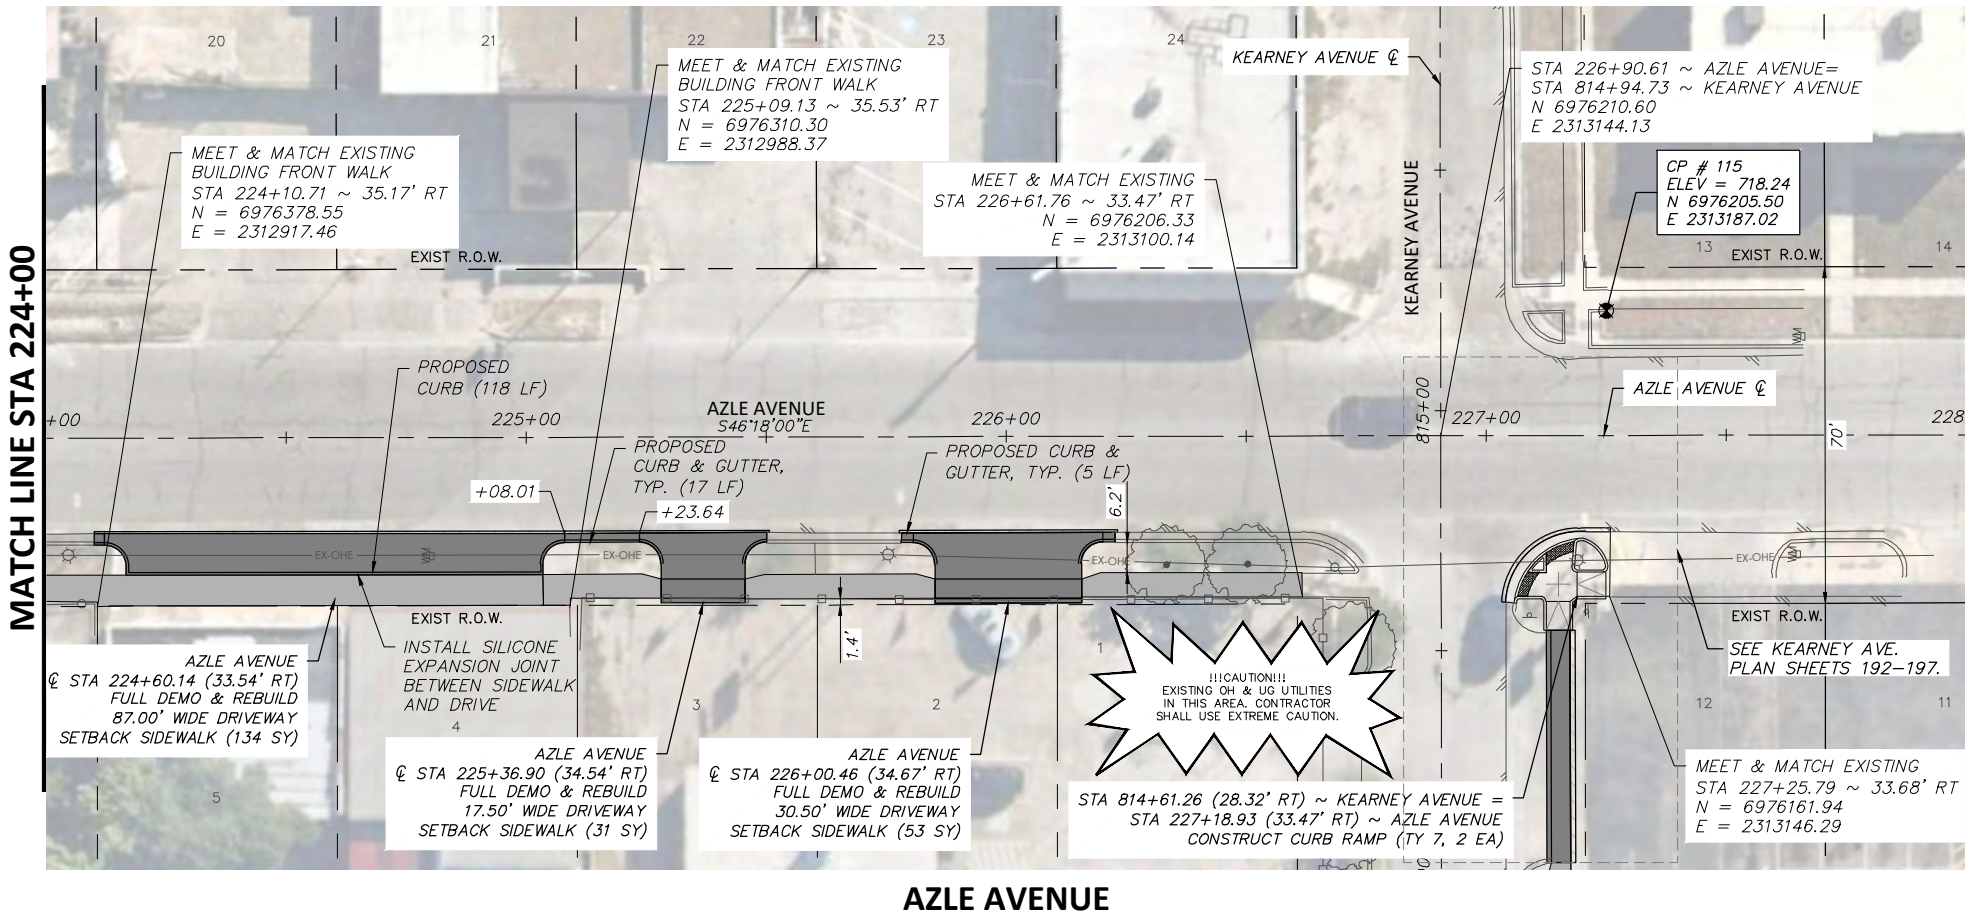 20
21
22
23
24
MEET & MATCH EXISTING
BUILDING FRONT WALK
STA 224+10.71 ~ 35.17' RT
N = 6976378.55
E = 2312917.46
MEET & MATCH EXISTING
BUILDING FRONT WALK
STA 225+09.13 ~ 35.53' RT
N = 6976310.30
E = 2312988.37
MEET & MATCH EXISTING
STA 226+61.76 ~ 33.47' RT
N = 6976206.33
E = 2313100.14
KEARNEY AVENUE ℄
STA 226+90.61 ~ AZLE AVENUE=
STA 814+94.73 ~ KEARNEY AVENUE
N 6976210.60
E 2313144.13
CP # 115
ELEV = 718.24
N 6976205.50
E 2313187.02
13
14
EXIST R.O.W.
EXIST R.O.W.
KEARNEY AVENUE
WM
MATCH LINE STA 224+00
PROPOSED
CURB (118 LF)
AZLE AVENUE ℄
+00
225+00
AZLE AVENUE
S46°18'00"E
226+00
815+00
227+00
228
70'
PROPOSED
CURB & GUTTER,
TYP. (17 LF)
PROPOSED CURB &
GUTTER, TYP. (5 LF)
+08.01
+23.64
6.2'
EX-OHE
WM
EX-OHE
EX-OHE
EX-OHE
WM
EXIST R.O.W.
EXIST R.O.W.
1.4'
INSTALL SILICONE
EXPANSION JOINT
BETWEEN SIDEWALK
AND DRIVE
AZLE AVENUE
℄ STA 224+60.14 (33.54' RT)
FULL DEMO & REBUILD
87.00' WIDE DRIVEWAY
SETBACK SIDEWALK (134 SY)
SEE KEARNEY AVE.
PLAN SHEETS 192-197.
1
!!!CAUTION!!!
EXISTING OH & UG UTILITIES
IN THIS AREA. CONTRACTOR
SHALL USE EXTREME CAUTION.
5
4
3
2
12
11
AZLE AVENUE
℄ STA 225+36.90 (34.54' RT)
FULL DEMO & REBUILD
17.50' WIDE DRIVEWAY
SETBACK SIDEWALK (31 SY)
AZLE AVENUE
℄ STA 226+00.46 (34.67' RT)
FULL DEMO & REBUILD
30.50' WIDE DRIVEWAY
SETBACK SIDEWALK (53 SY)
STA 814+61.26 (28.32' RT) ~ KEARNEY AVENUE =
STA 227+18.93 (33.47' RT) ~ AZLE AVENUE
CONSTRUCT CURB RAMP (TY 7, 2 EA)
MEET & MATCH EXISTING
STA 227+25.79 ~ 33.68' RT
N = 6976161.94
E = 2313146.29
AZLE AVENUE